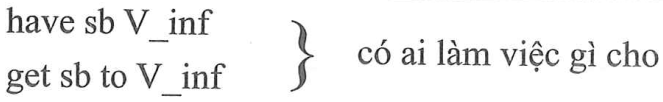 have sb V_inf
get sb to V_inf
} có ai làm việc gì cho